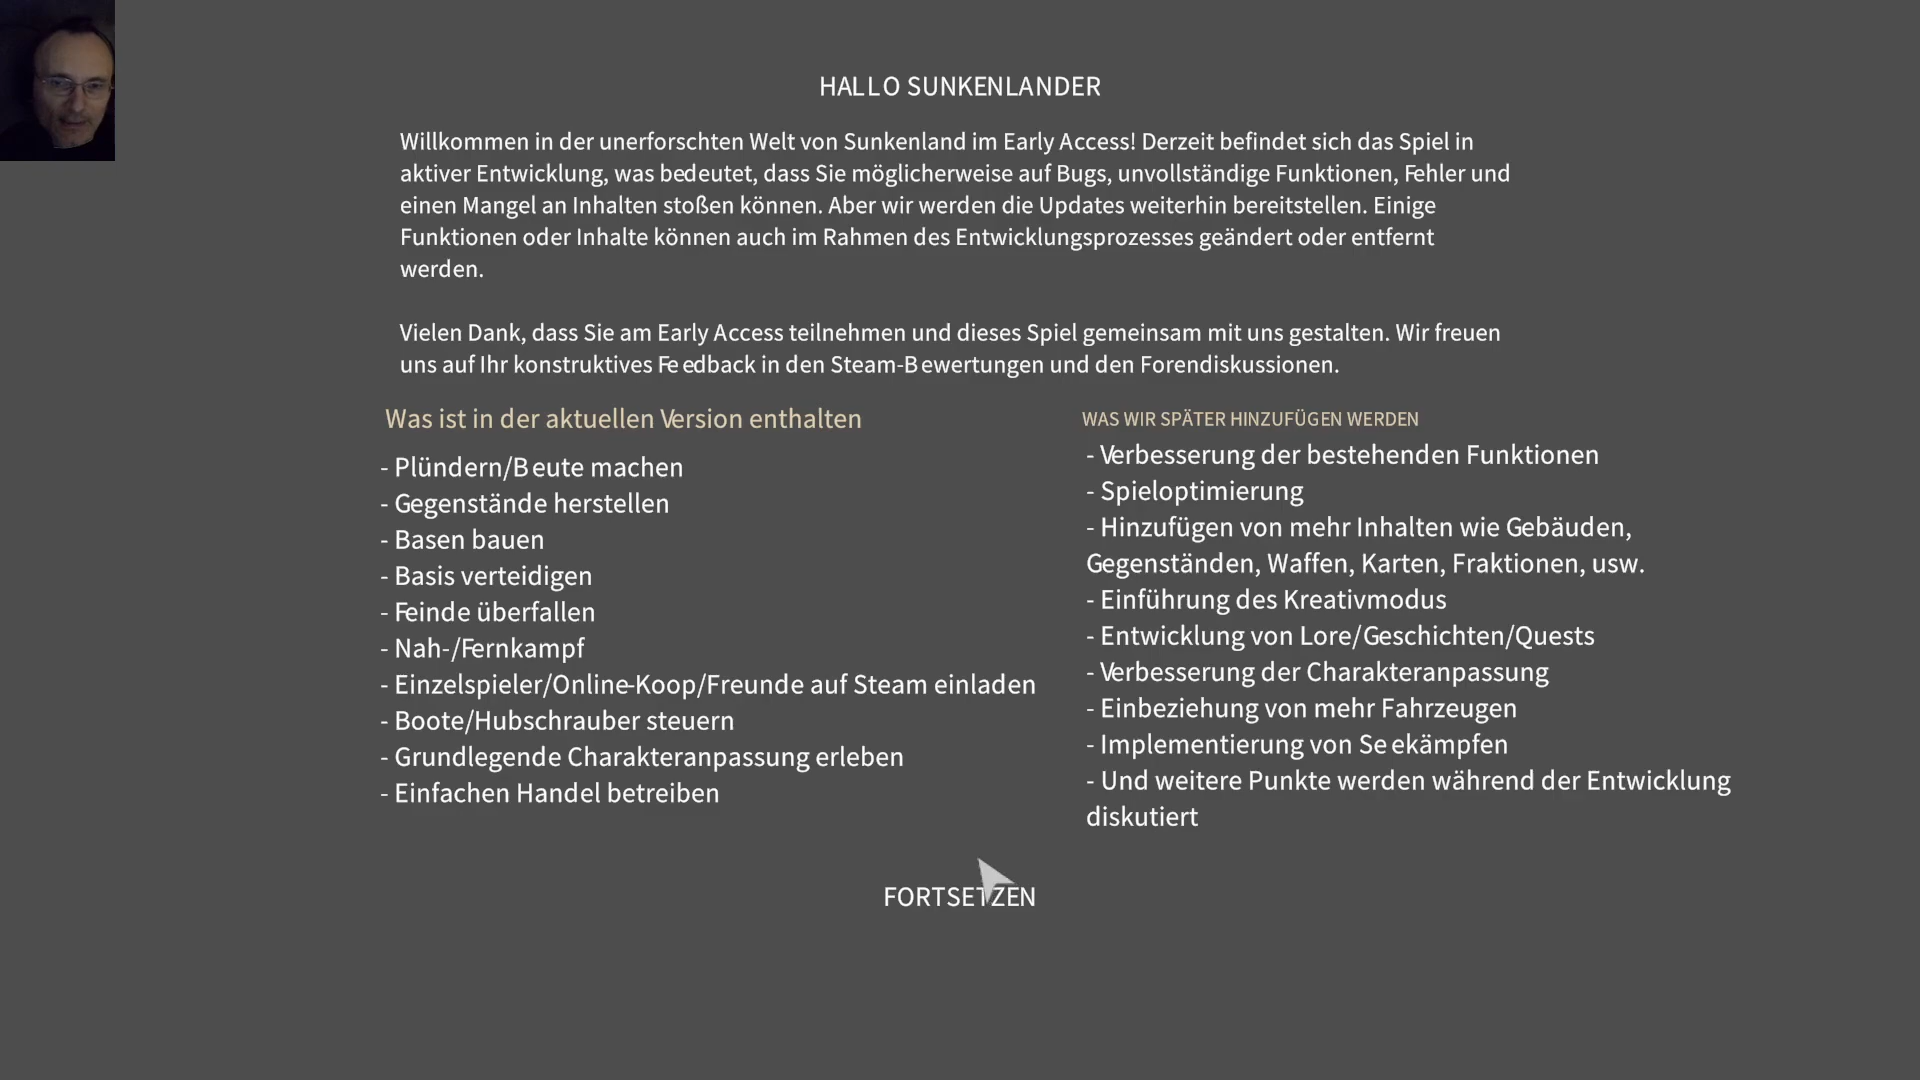 HALLO SUNKENLANDER
Willkommen in der unerforschten Welt von Sunkenland im Early Access! Derzeit befindet sich das Spiel in
aktiver Entwicklung, was bedeutet, dass Sie möglicherweise auf Bugs, unvollständige Funktionen, Fehler und
einen Mangel an Inhalten stoßen können. Aber wir werden die Updates weiterhin bereitstellen. Einige
Funktionen oder Inhalte können auch im Rahmen des Entwicklungsprozesses geändert oder entfernt
werden.
Vielen Dank, dass Sie am Early Access teilnehmen und dieses Spiel gemeinsam mit uns gestalten. Wir freuen
uns auf Ihr konstruktives Feedback in den Steam-Bewertungen und den Forendiskussionen.
Was ist in der aktuellen Version enthalten
- Plündern/Beute machen
- Gegenstände herstellen
- Basen bauen
- Basis verteidigen
- Feinde überfallen
- Nah-/Fernkampf
- Einzelspieler/Online-Koop/Freunde auf Steam einladen
- Boote/Hubschrauber steuern
- Grundlegende Charakteranpassung erleben
- Einfachen Handel betreiben
WAS WIR SPÄTER HINZUFÜGEN WERDEN
- Verbesserung der bestehenden Funktionen
- Spieloptimierung
- Hinzufügen von mehr Inhalten wie Gebäuden,
Gegenständen, Waffen, Karten, Fraktionen, usw.
- Einführung des Kreativmodus
- Entwicklung von Lore/Geschichten/Quests
- Verbesserung der Charakteranpassung
- Einbeziehung von mehr Fahrzeugen
- Implementierung von Seekämpfen
- Und weitere Punkte werden während der Entwicklung
diskutiert
FORTSETZEN